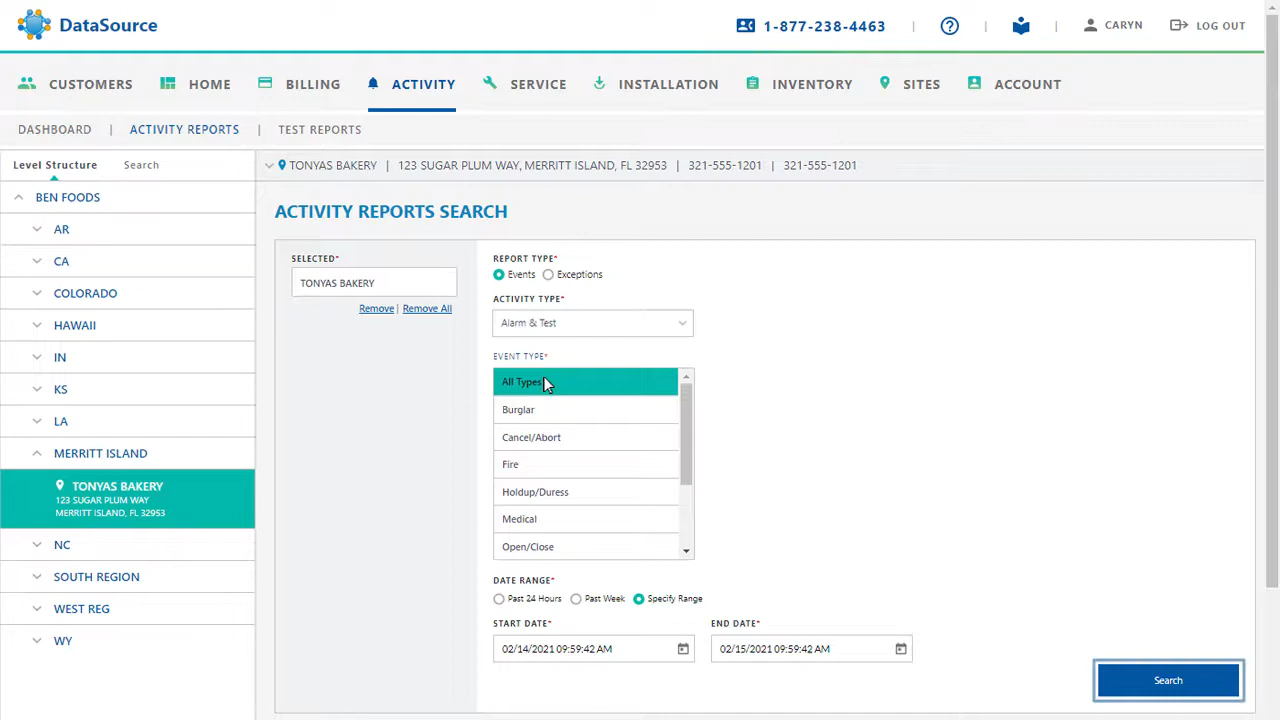 DataSource
1-877-238-4463 | | | CARYN LOG OUT
CUSTOMERS HOME BILLING ACTIVITY SERVICE INSTALLATION INVENTORY SITES ACCOUNT
DASHBOARD | ACTIVITY REPORTS | TEST REPORTS
Level Structure Search
TONYAS BAKERY | 123 SUGAR PLUM WAY, MERRITT ISLAND, FL 32953 | 321-555-1201 | 321-555-1201
BEN FOODS
AR
CA
COLORADO
HAWAII
IN
KS
LA
MERRITT ISLAND
TONYAS BAKERY
123 SUGAR PLUM WAY
MERRITT ISLAND, FL 32953
NC
SOUTH REGION
WEST REG
WY
ACTIVITY REPORTS SEARCH
SELECTED*
TONYAS BAKERY
Remove | Remove All
REPORT TYPE*
Events Exceptions
ACTIVITY TYPE*
Alarm & Test
EVENT TYPE*
All Types
Burglar
Cancel/Abort
Fire
Holdup/Duress
Medical
Open/Close
DATE RANGE*
Past 24 Hours Past Week Specify Range
START DATE* END DATE*
02/14/2021 09:59:42 AM 02/15/2021 09:59:42 AM
Search